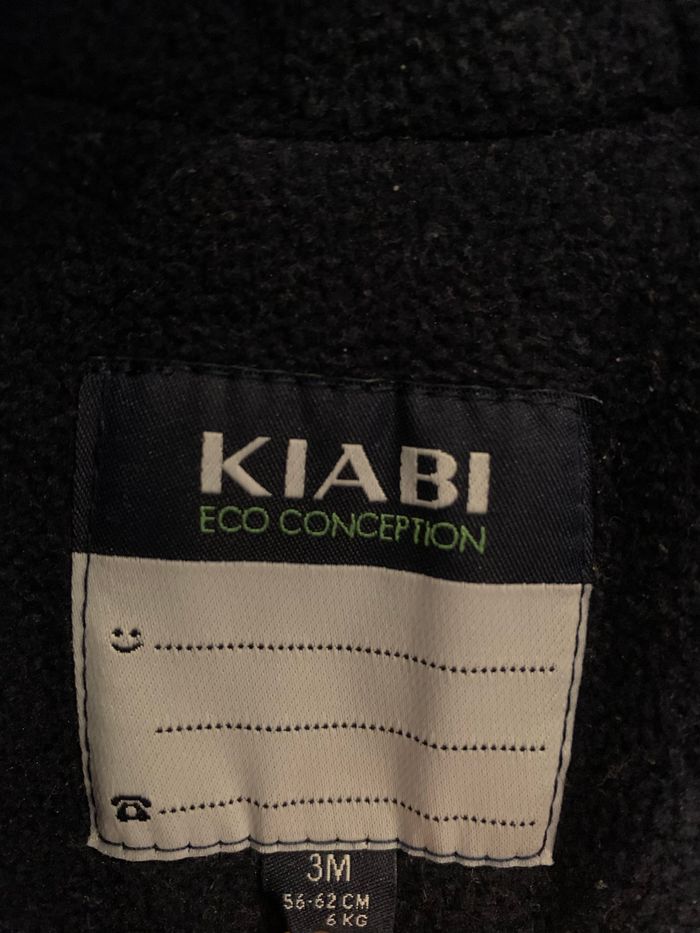 KIABI
ECO CONCEPTION
3M
56-62 CM
6 KG